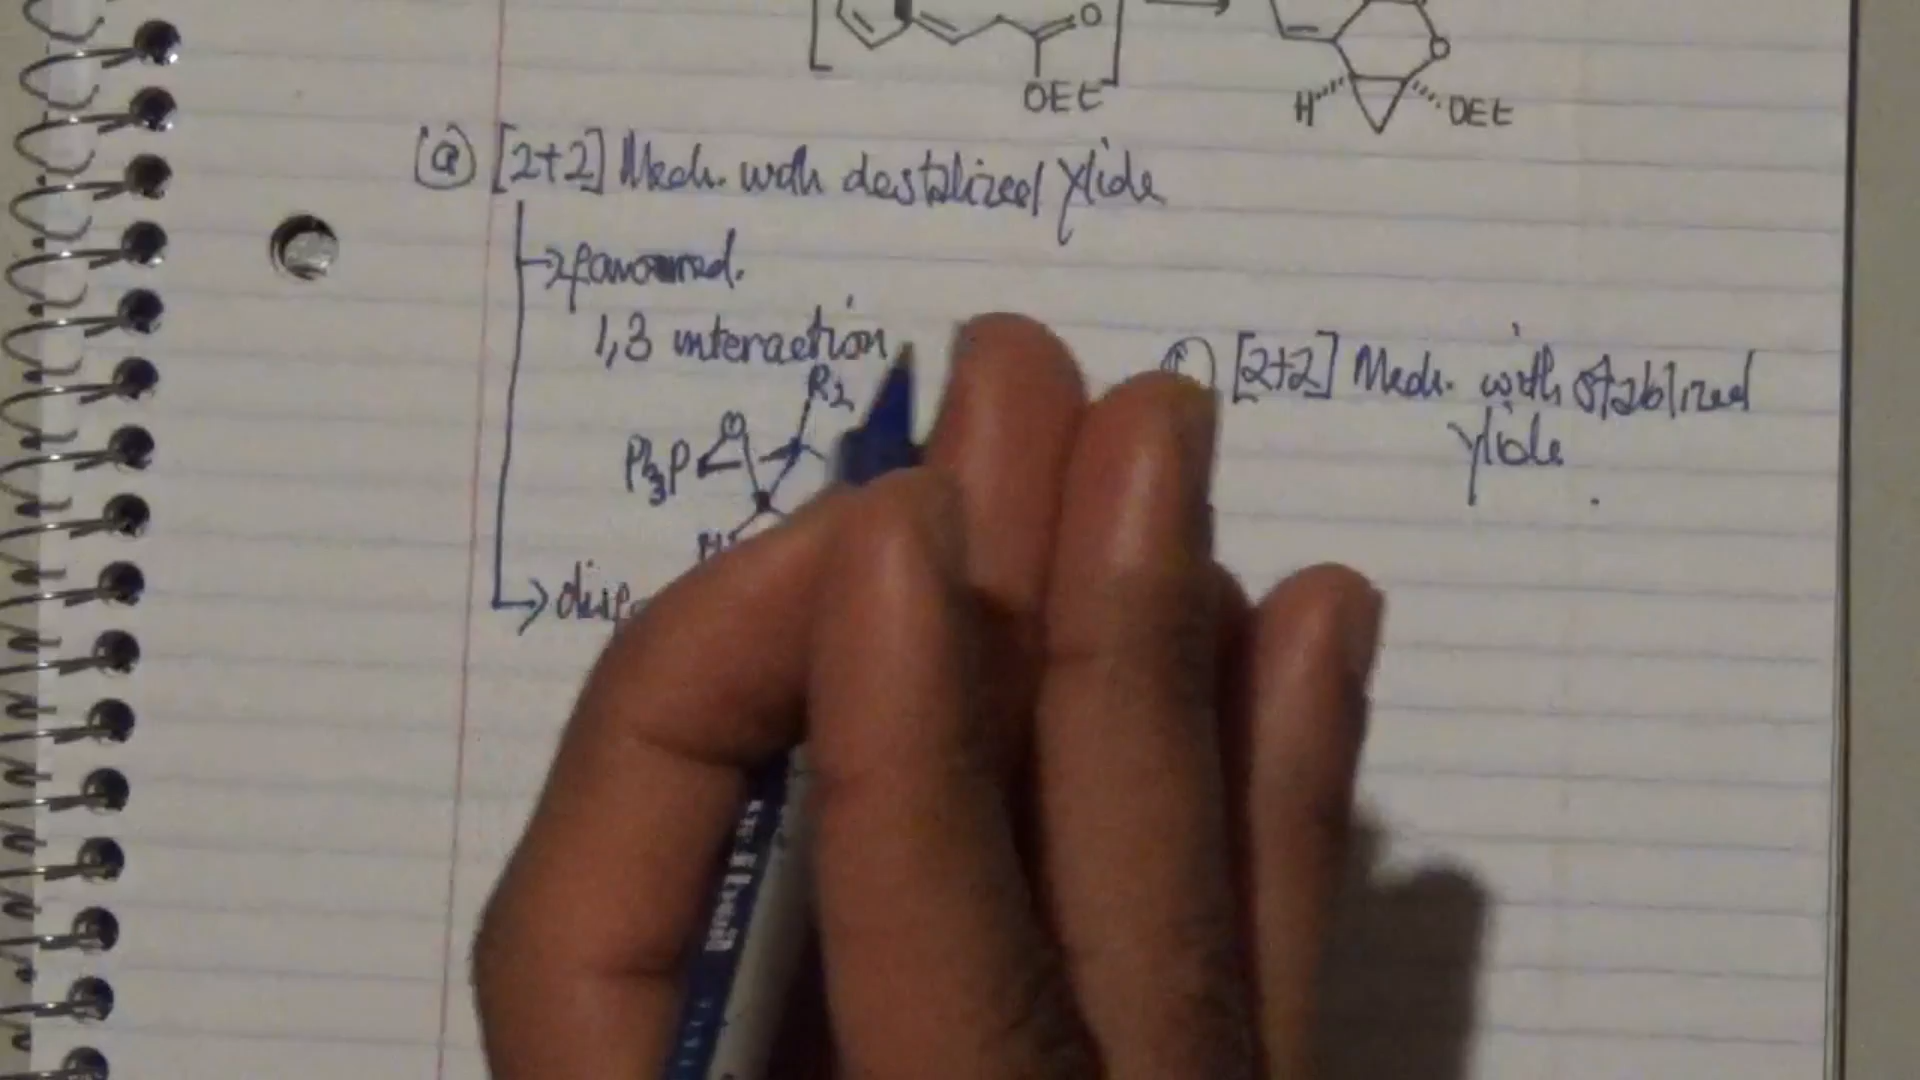 O
O
OEt
H
OEt
(a) [2+2] Mech. with destalized Ylide
→ favoured.
1,3 interaction
R2
Ph3P
O
H
[2+2] Mech. with stablized
Ylide